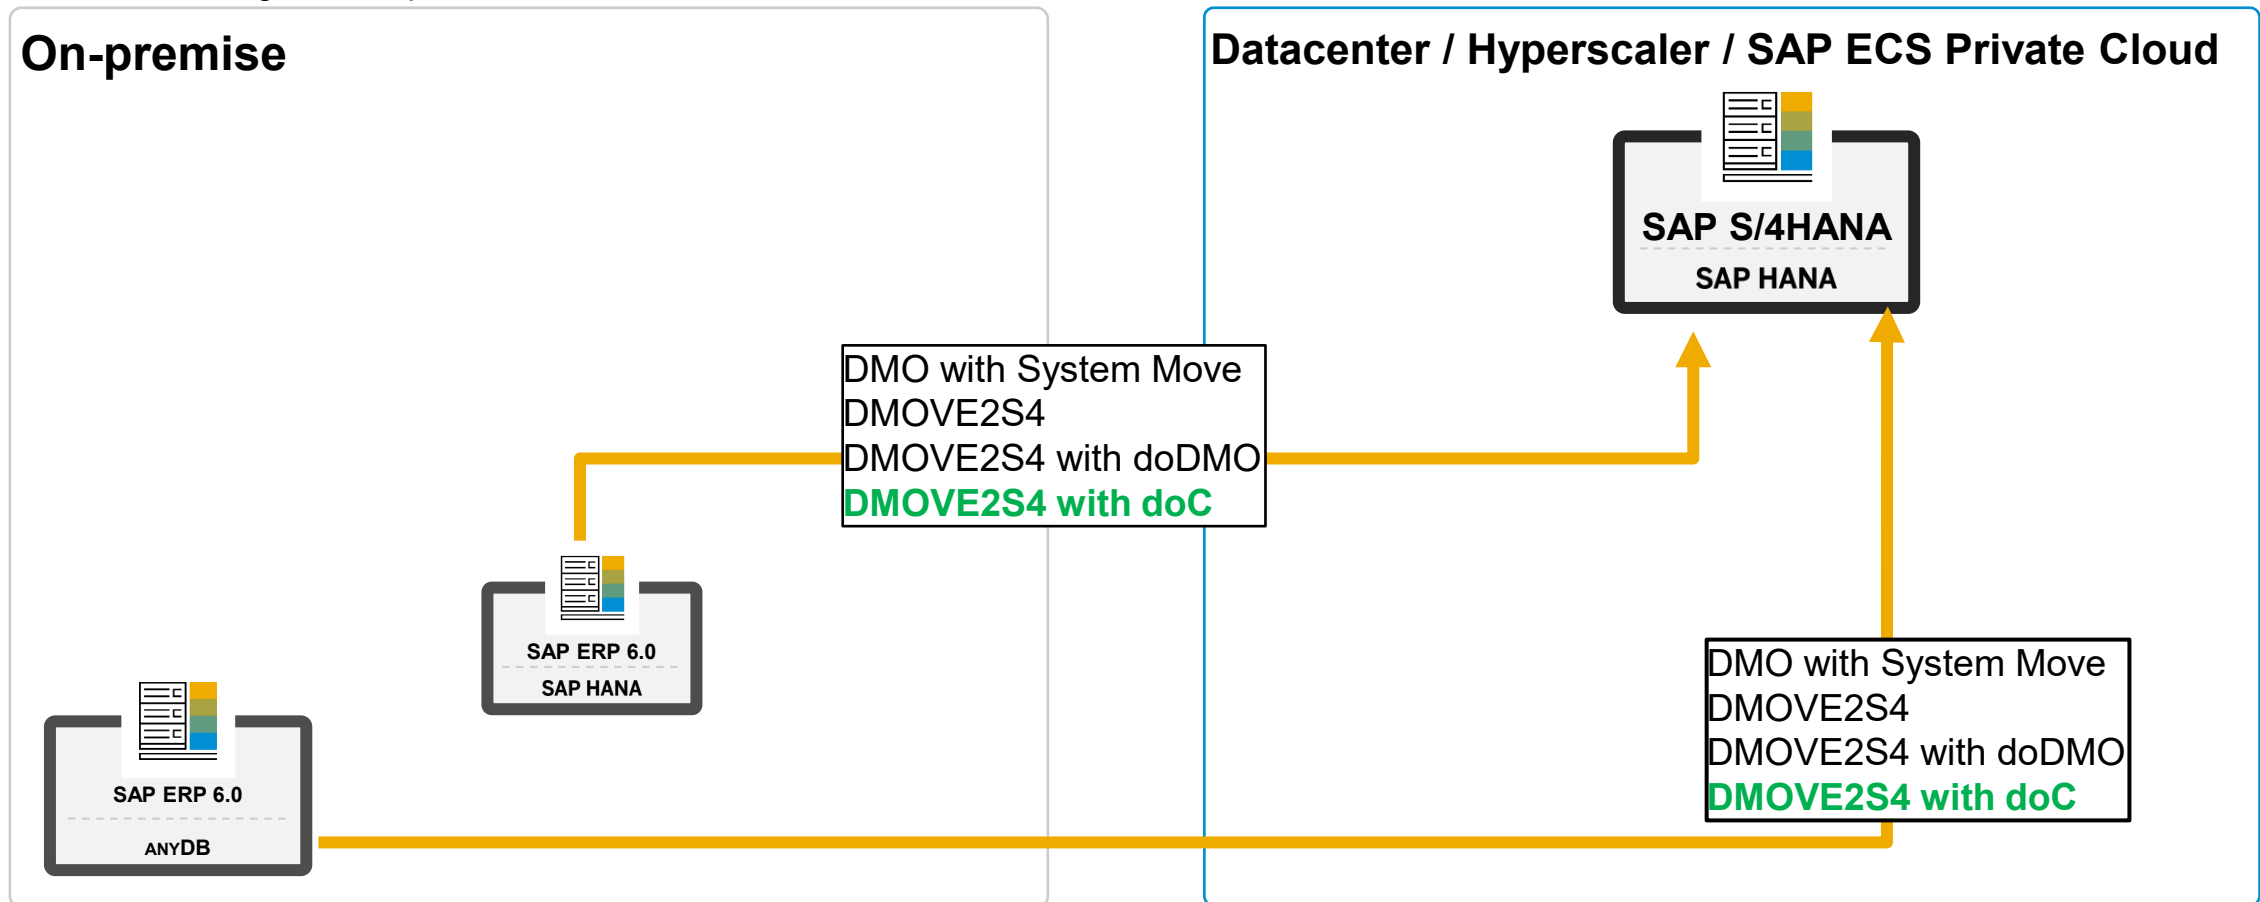 On-premise
Datacenter / Hyperscaler / SAP ECS Private Cloud
SAP S/4HANA
SAP HANA
DMO with System Move
DMOVE2S4
DMOVE2S4 with doDMO
DMOVE2S4 with doC
SAP ERP 6.0
SAP HANA
DMO with System Move
DMOVE2S4
DMOVE2S4 with doDMO
DMOVE2S4 with doC
SAP ERP 6.0
ANYDB